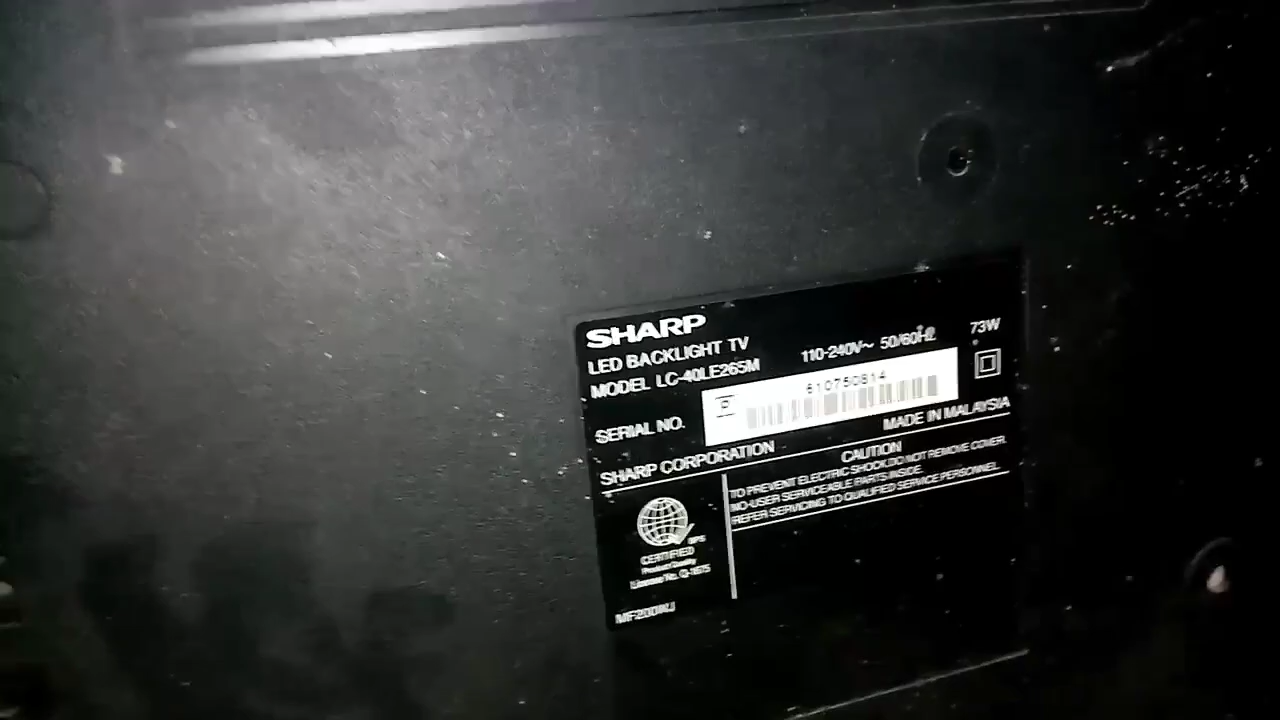 SHARP
LED BACKLIGHT TV
MODEL LC-40LE265M 110-240V~ 50/60Hz 73W
SERIAL NO. 610750814
MADE IN MALAYSIA
SHARP CORPORATION
CAUTION
TO PREVENT ELECTRIC SHOCK, DO NOT REMOVE COVER.
NO-USER SERVICEABLE PARTS INSIDE.
REFER SERVICING TO QUALIFIED SERVICE PERSONNEL.
BPS
CERTIFIED
Product Quality
License No. Q-1675